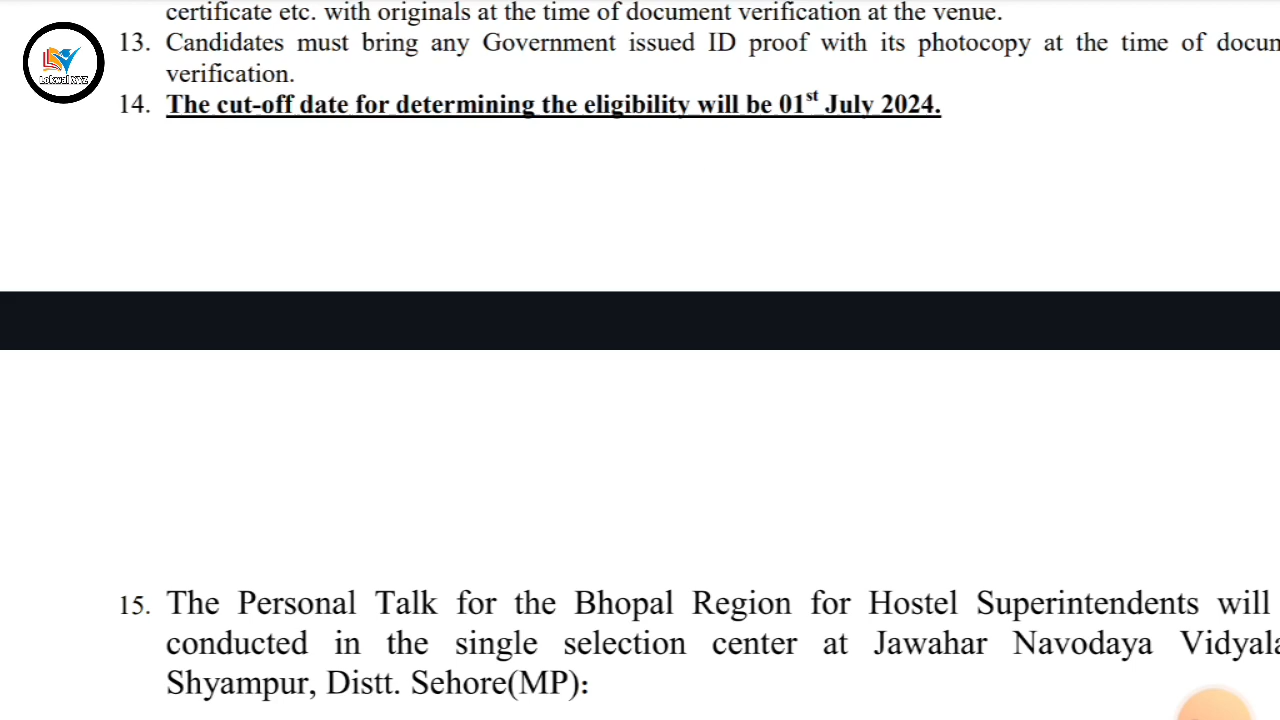 certificate etc. with originals at the time of document verification at the venue.
Lokwal XYZ
13. Candidates must bring any Government issued ID proof with its photocopy at the time of docum
verification.
14. The cut-off date for determining the eligibility will be 01st July 2024.
15. The Personal Talk for the Bhopal Region for Hostel Superintendents will
conducted in the single selection center at Jawahar Navodaya Vidyala
Shyampur, Distt. Sehore(MP):